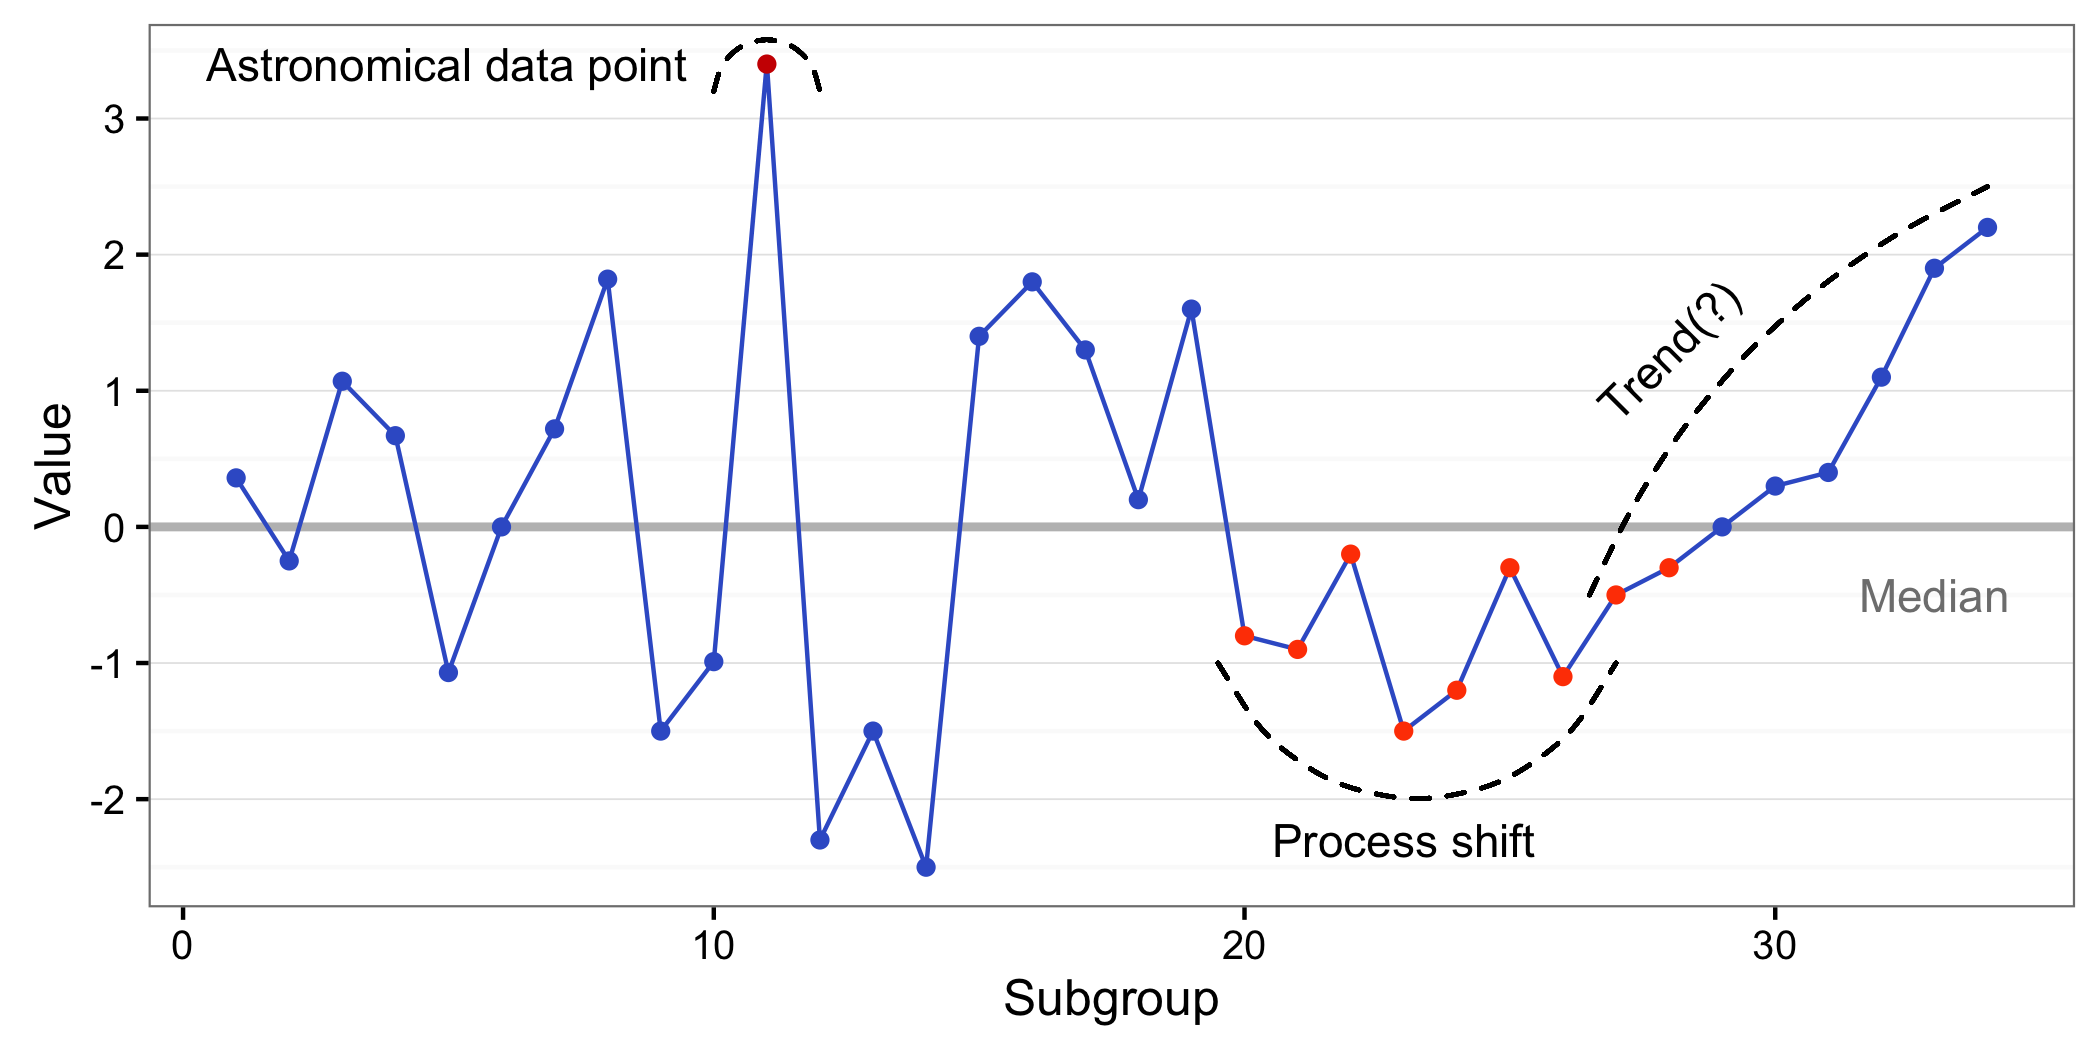 Astronomical data point
3
2
1
0
-1
-2
Value
Trend(?)
Median
Process shift
0
10
20
30
Subgroup